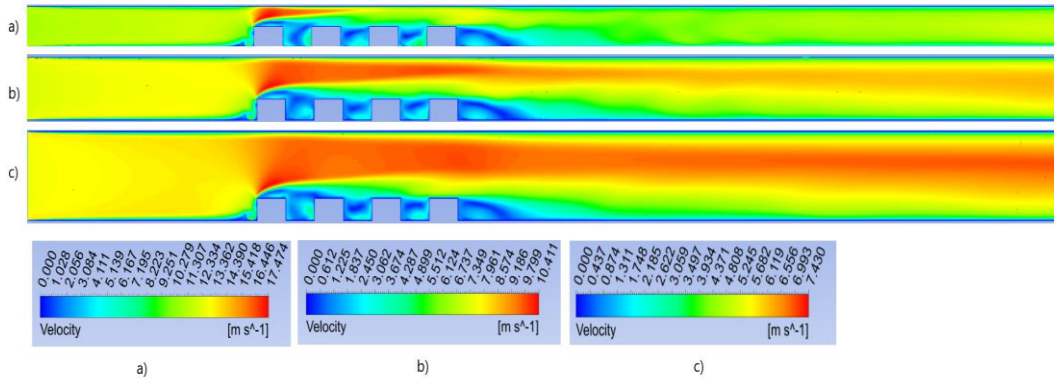 a)
b)
c)
0.000 1.028 2.056 3.084 4.111 5.139 6.167 7.195 8.223 9.251 10.279 11.307 12.334 13.362 14.390 15.418 16.446 17.474
Velocity [m s^-1]
0.000 0.612 1.225 1.837 2.450 3.062 3.674 4.287 4.899 5.512 6.124 6.737 7.349 7.961 8.574 9.186 9.799 10.411
Velocity [m s^-1]
0.000 0.437 0.874 1.311 1.748 2.185 2.622 3.059 3.497 3.934 4.371 4.808 5.245 5.682 6.119 6.556 6.993 7.430
Velocity [m s^-1]
a)
b)
c)